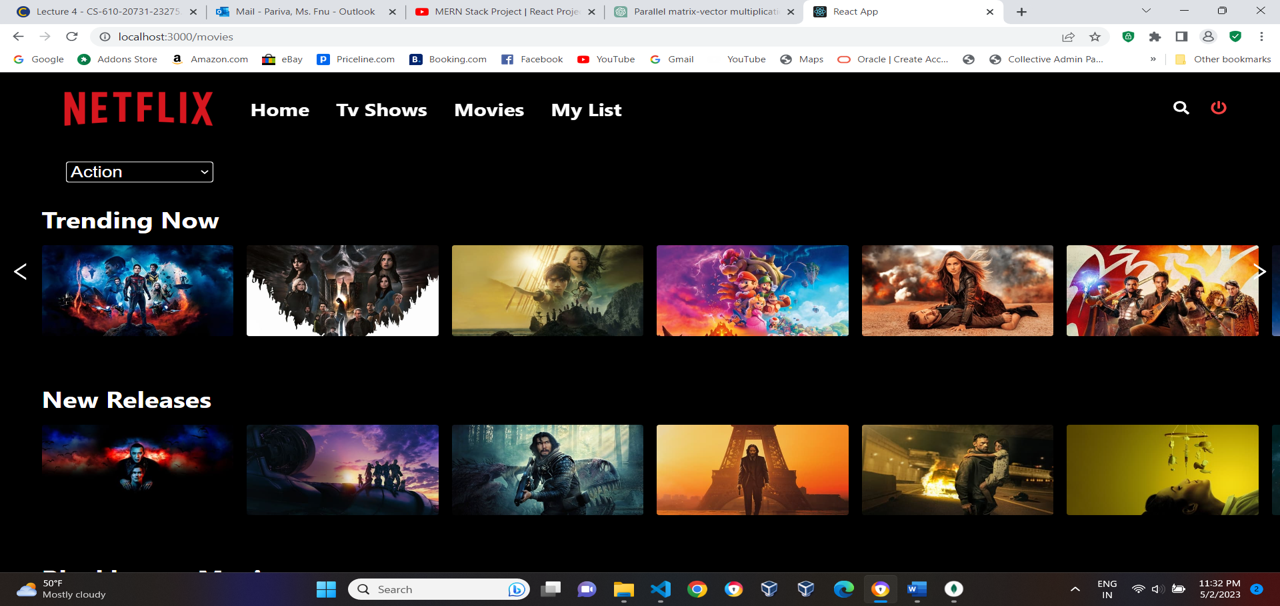 Lecture 4 - CS-610-20731-23275
Mail - Pariva, Ms. Fnu - Outlook
MERN Stack Project | React Proje
Parallel matrix-vector multiplicati
React App
localhost:3000/movies
Google
Addons Store
Amazon.com
eBay
Priceline.com
Booking.com
Facebook
YouTube
Gmail
YouTube
Maps
Oracle | Create Acc...
Collective Admin Pa...
»
Other bookmarks
NETFLIX
Home
Tv Shows
Movies
My List
Action
Trending Now
New Releases
50°F
Mostly cloudy
Search
ENG
IN
11:32 PM
5/2/2023
2